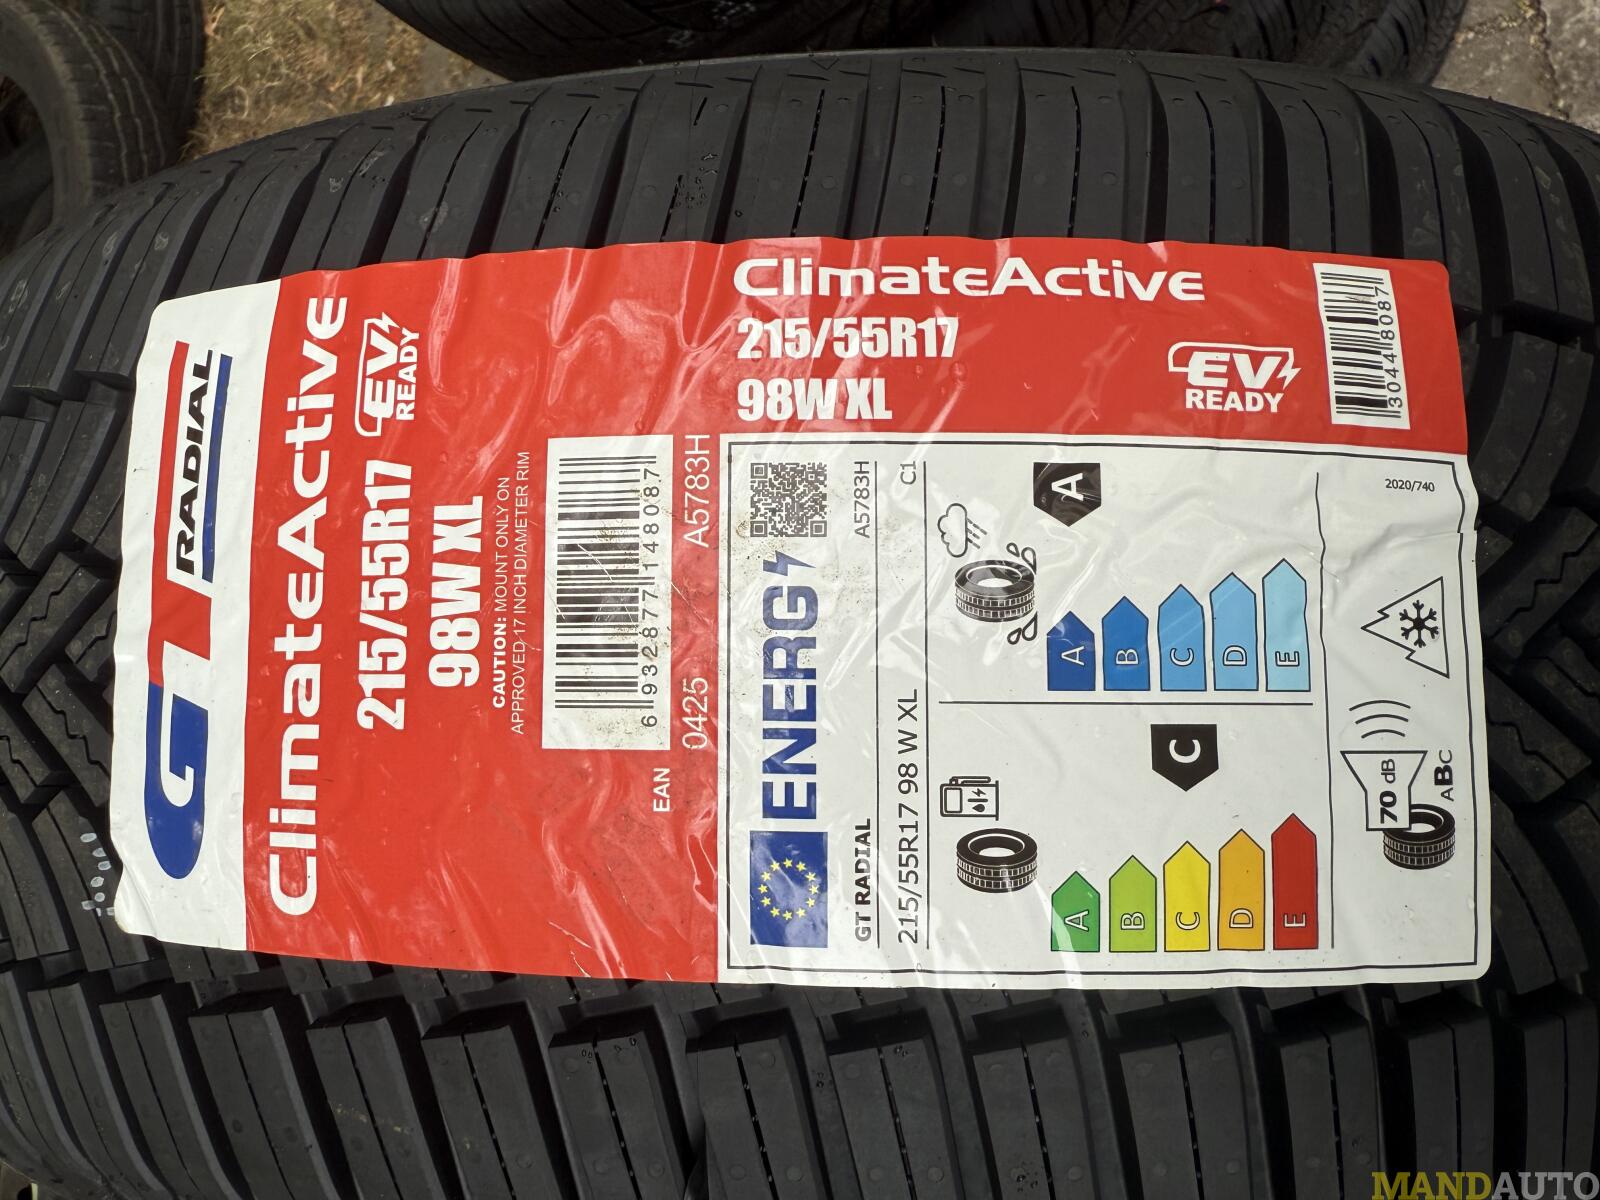 GT RADIAL
ClimateActive
215/55R17
EV
READY
98W XL
CAUTION: MOUNT ONLY ON
APPROVED 17 INCH DIAMETER RIM
6 932877 148087
EAN
0425
A5783H
ClimateActive
215/55R17
98W XL
EV
READY
3044 8087
ENERG
GT RADIAL
A5783H
215/55R17 98 W XL
C1
A
A
B
C
D
E
C
A
B
C
D
E
2020/740
70 dB
ABC
MANDAUTO